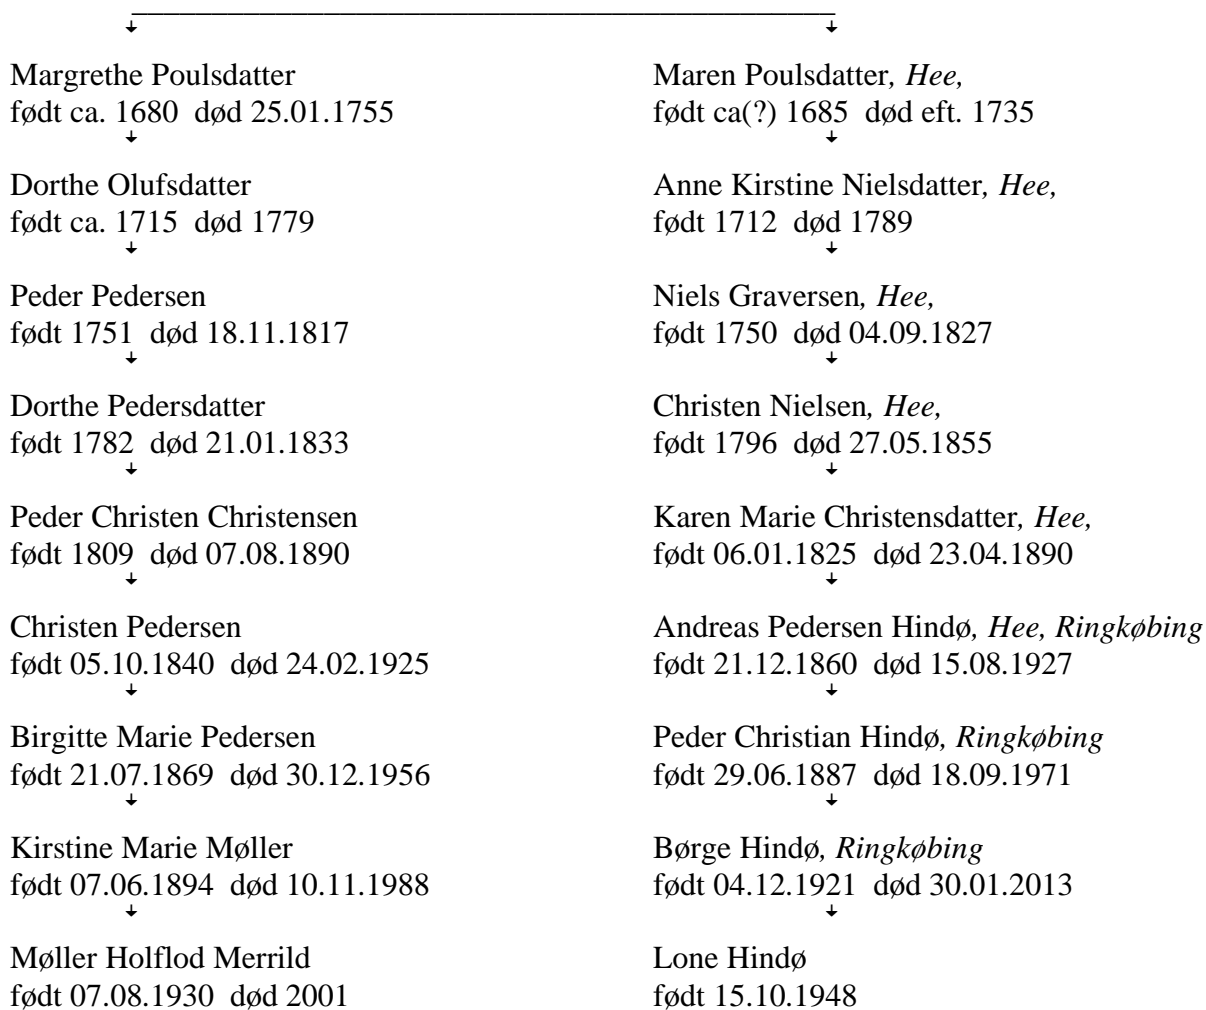 Margrethe Poulsdatter
født ca. 1680 død 25.01.1755
Dorthe Olufsdatter
født ca. 1715 død 1779
Peder Pedersen
født 1751 død 18.11.1817
Dorthe Pedersdatter
født 1782 død 21.01.1833
Peder Christen Christensen
født 1809 død 07.08.1890
Christen Pedersen
født 05.10.1840 død 24.02.1925
Birgitte Marie Pedersen
født 21.07.1869 død 30.12.1956
Kirstine Marie Møller
født 07.06.1894 død 10.11.1988
Møller Holflod Merrild
født 07.08.1930 død 2001
Maren Poulsdatter, Hee,
født ca(?) 1685 død eft. 1735
Anne Kirstine Nielsdatter, Hee,
født 1712 død 1789
Niels Graversen, Hee,
født 1750 død 04.09.1827
Christen Nielsen, Hee,
født 1796 død 27.05.1855
Karen Marie Christensdatter, Hee,
født 06.01.1825 død 23.04.1890
Andreas Pedersen Hindø, Hee, Ringkøbing
født 21.12.1860 død 15.08.1927
Peder Christian Hindø, Ringkøbing
født 29.06.1887 død 18.09.1971
Børge Hindø, Ringkøbing
født 04.12.1921 død 30.01.2013
Lone Hindø
født 15.10.1948